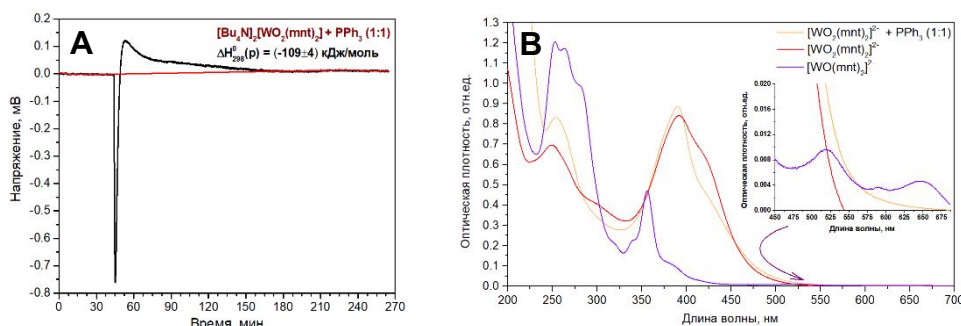 A
[Bu₄N]₂[WO₂(mnt)₂] + PPh₃ (1:1)
ΔH⁰₂₉₈(р) = (-109±4) кДж/моль
Напряжение, мВ
0.2
0.1
0.0
-0.1
-0.2
-0.3
-0.4
-0.5
-0.6
-0.7
-0.8
0 30 60 90 120 150 180 210 240 270
Время, мин
B
[WO₂(mnt)₂]²⁻ + PPh₃ (1:1)
[WO₂(mnt)₂]²⁻
[WO(mnt)₂]²
Оптическая плотность, отн.ед.
1.3
1.2
1.1
1.0
0.9
0.8
0.7
0.6
0.5
0.4
0.3
0.2
0.1
0.0
200 250 300 350 400 450 500 550 600 650 700
Длина волны, нм
Оптическая плотность, отн.ед.
0.020
0.016
0.012
0.008
0.004
0.000
450 475 500 525 550 575 600 625 650 675
Длина волны, нм